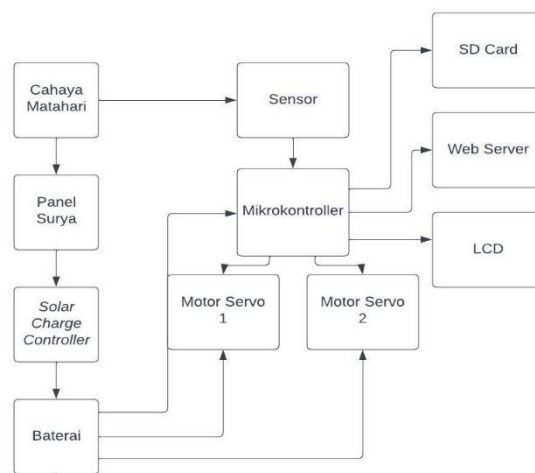 SD Card
Cahaya
Matahari
Sensor
Web Server
Panel
Surya
Mikrokontroller
LCD
Solar
Charge
Controller
Motor Servo
1
Motor Servo
2
Baterai